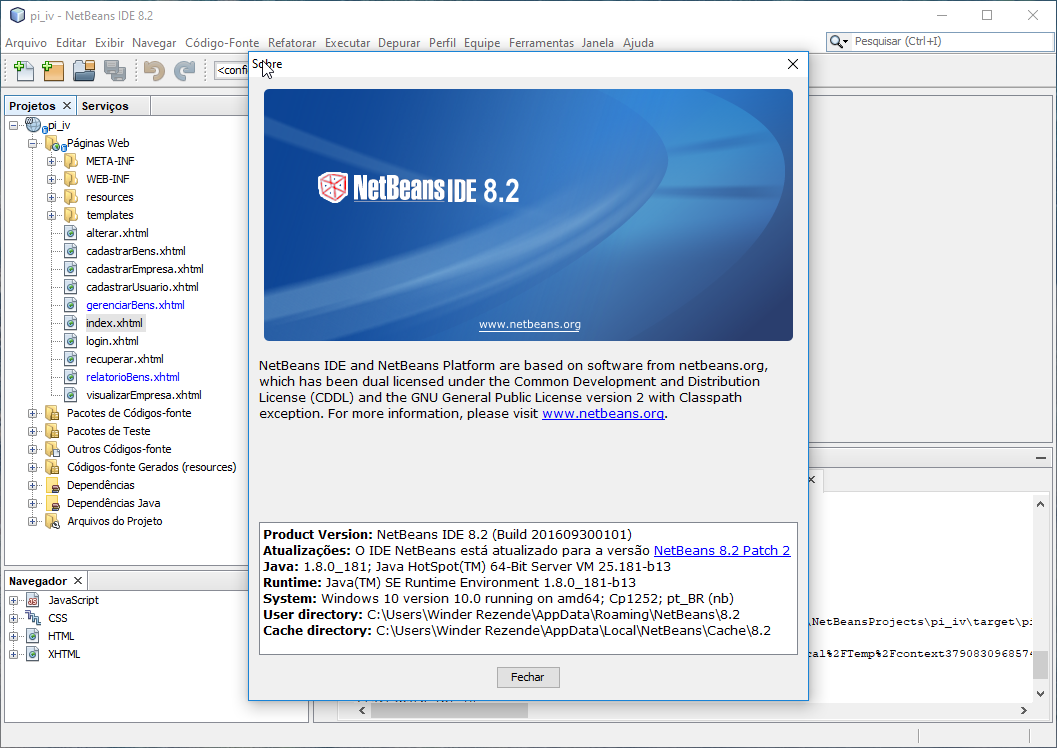 pi_iv - NetBeans IDE 8.2
Arquivo Editar Exibir Navegar Código-Fonte Refatorar Executar Depurar Perfil Equipe Ferramentas Janela Ajuda
Pesquisar (Ctrl+I)
<confi
Projetos
Serviços
pi_iv
Páginas Web
META-INF
WEB-INF
resources
templates
alterar.xhtml
cadastrarBens.xhtml
cadastrarEmpresa.xhtml
cadastrarUsuario.xhtml
gerenciarBens.xhtml
index.xhtml
login.xhtml
recuperar.xhtml
relatorioBens.xhtml
visualizarEmpresa.xhtml
Pacotes de Códigos-fonte
Pacotes de Teste
Outros Códigos-fonte
Códigos-fonte Gerados (resources)
Dependências
Dependências Java
Arquivos do Projeto
Navegador
JavaScript
CSS
HTML
XHTML
Sobre
NetBeans IDE 8.2
www.netbeans.org
NetBeans IDE and NetBeans Platform are based on software from netbeans.org,
which has been dual licensed under the Common Development and Distribution
License (CDDL) and the GNU General Public License version 2 with Classpath
exception. For more information, please visit www.netbeans.org.
Product Version: NetBeans IDE 8.2 (Build 201609300101)
Atualizações: O IDE NetBeans está atualizado para a versão NetBeans 8.2 Patch 2
Java: 1.8.0_181; Java HotSpot(TM) 64-Bit Server VM 25.181-b13
Runtime: Java(TM) SE Runtime Environment 1.8.0_181-b13
System: Windows 10 version 10.0 running on amd64; Cp1252; pt_BR (nb)
User directory: C:\Users\Winder Rezende\AppData\Roaming\NetBeans\8.2
Cache directory: C:\Users\Winder Rezende\AppData\Local\NetBeans\Cache\8.2
Fechar
\NetBeansProjects\pi_iv\target\pi
cal%2FTemp%2Fcontext3790830968574